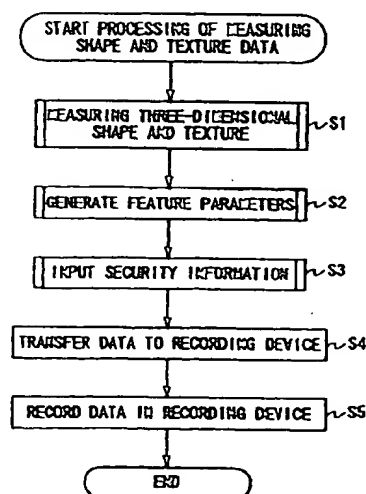 START PROCESSING OF MEASURING
SHAPE AND TEXTURE DATA
MEASURING THREE-DIMENSIONAL
SHAPE AND TEXTURE
S1
GENERATE FEATURE PARAMETERS
S2
INPUT SECURITY INFORMATION
S3
TRANSFER DATA TO RECORDING DEVICE
S4
RECORD DATA IN RECORDING DEVICE
S5
END